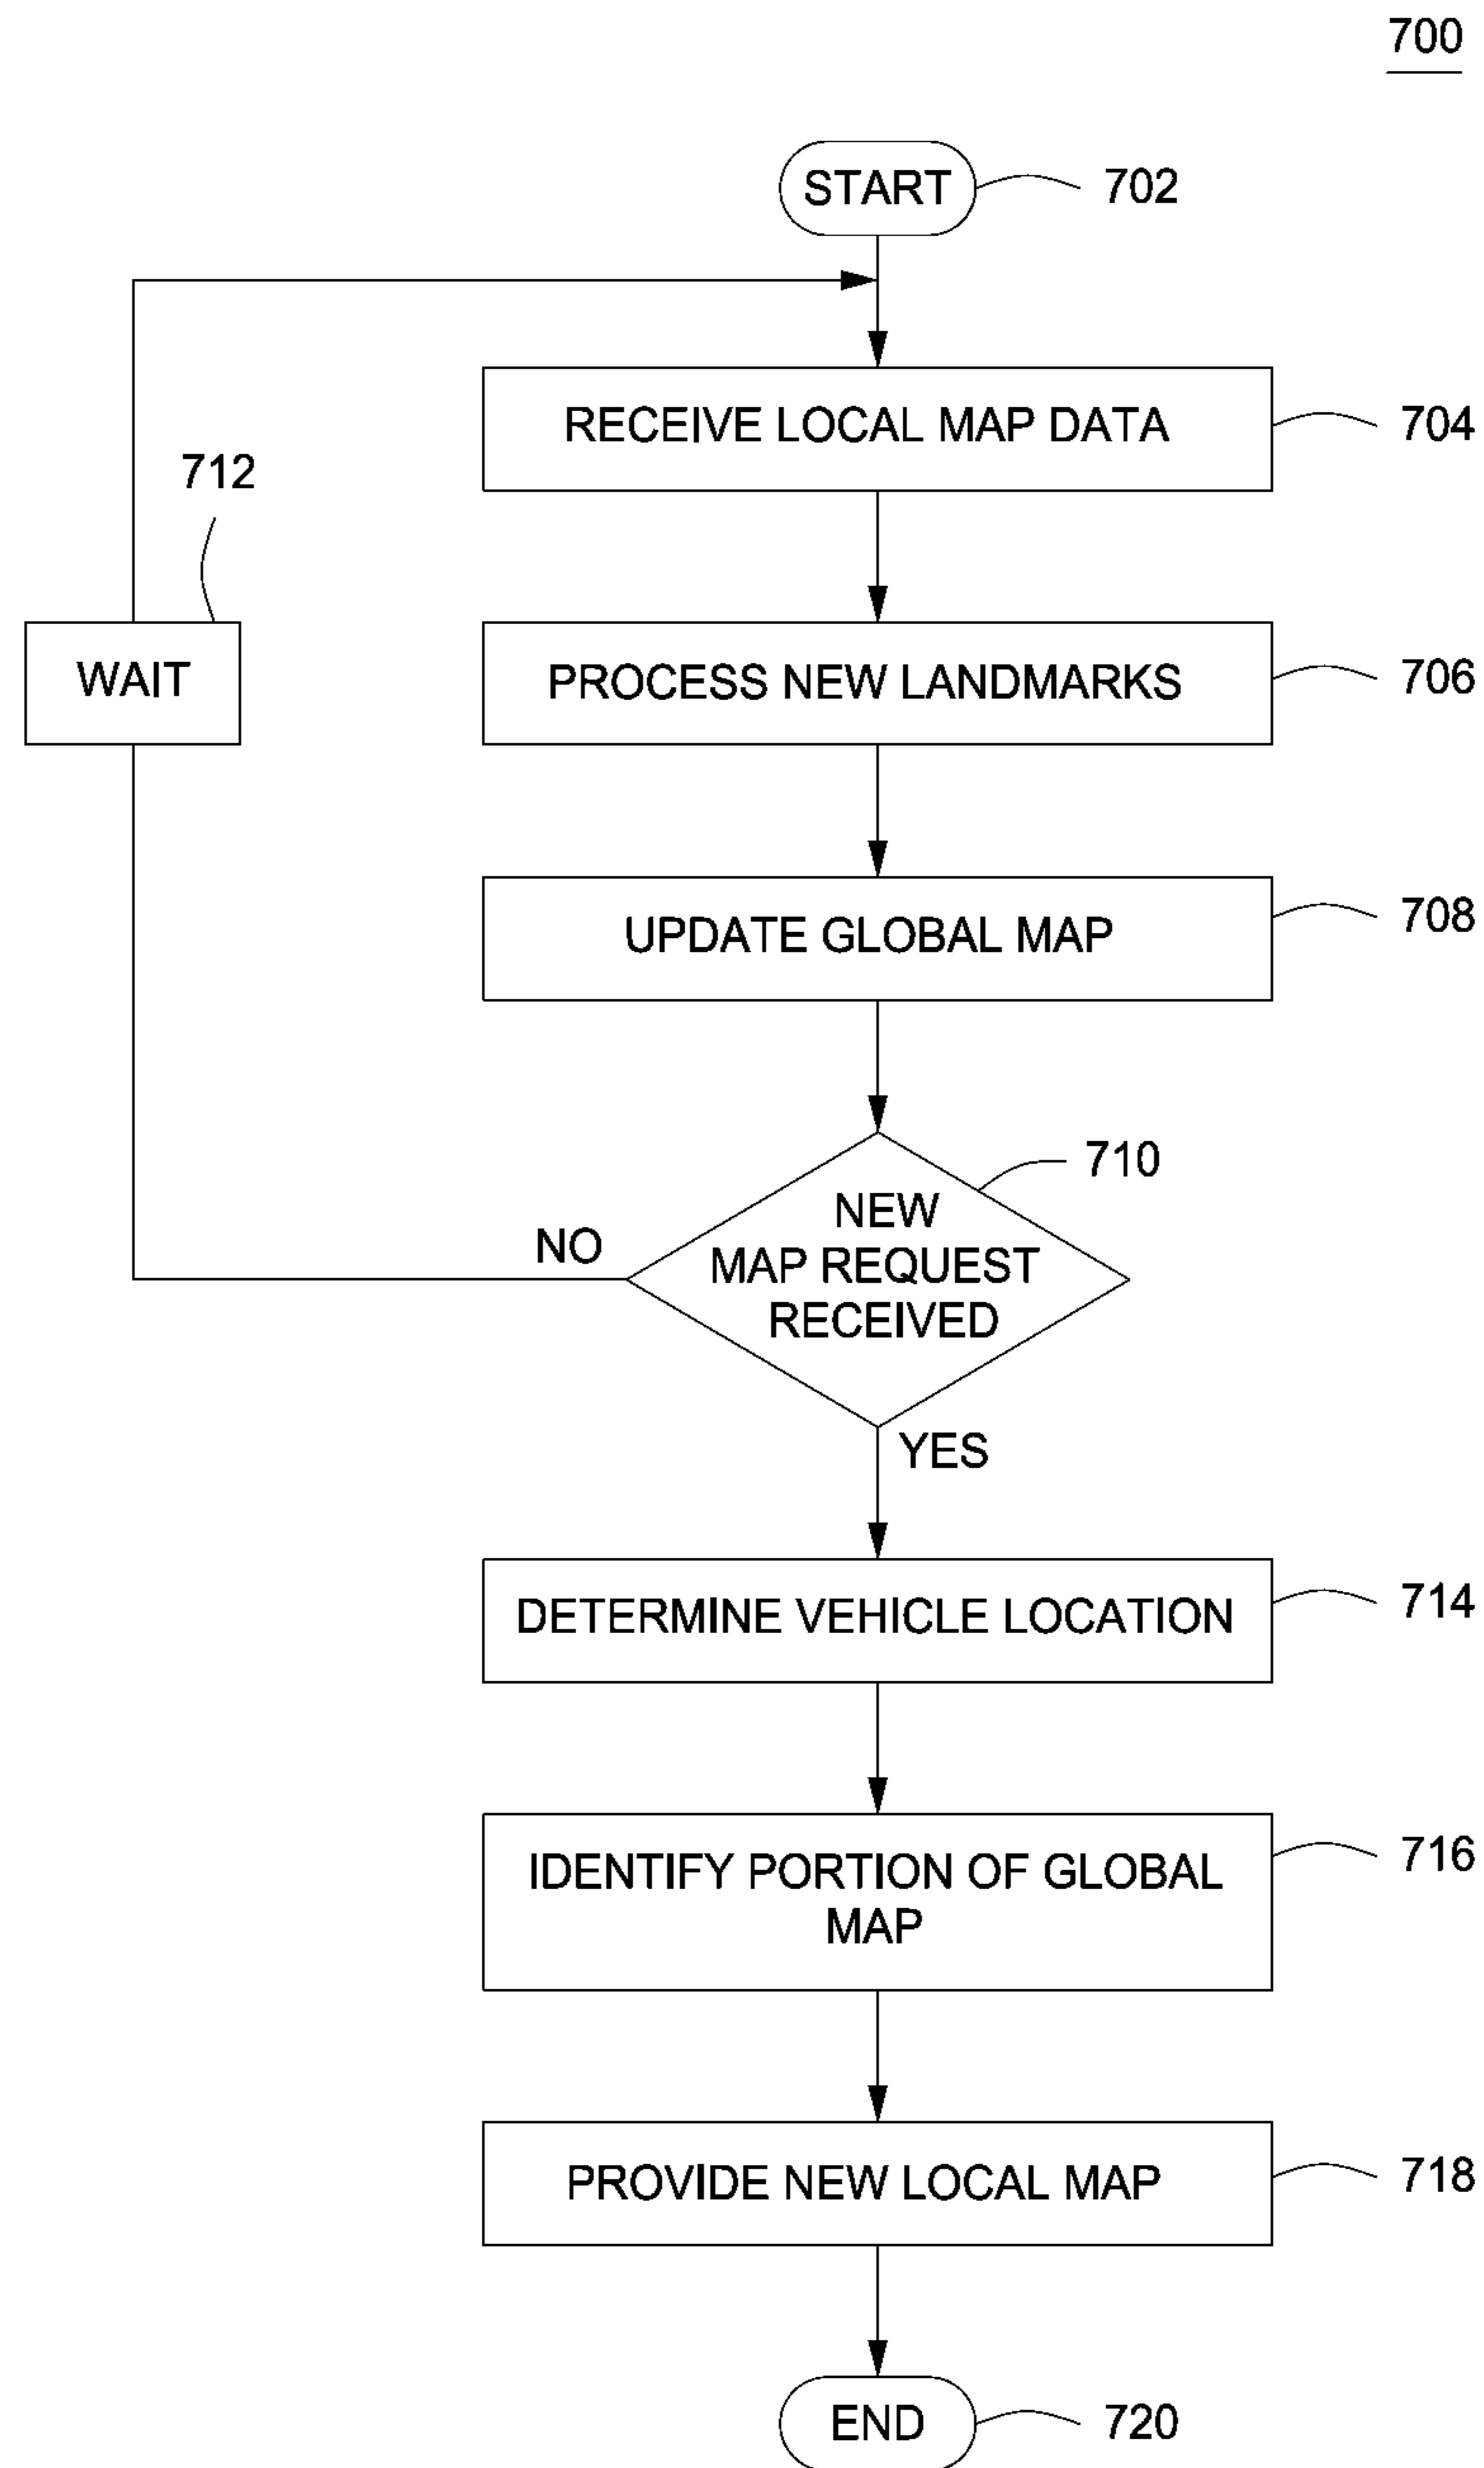 700
START
702
RECEIVE LOCAL MAP DATA
704
712
WAIT
PROCESS NEW LANDMARKS
706
UPDATE GLOBAL MAP
708
710
NEW
MAP REQUEST
RECEIVED
NO
YES
DETERMINE VEHICLE LOCATION
714
IDENTIFY PORTION OF GLOBAL
MAP
716
PROVIDE NEW LOCAL MAP
718
END
720